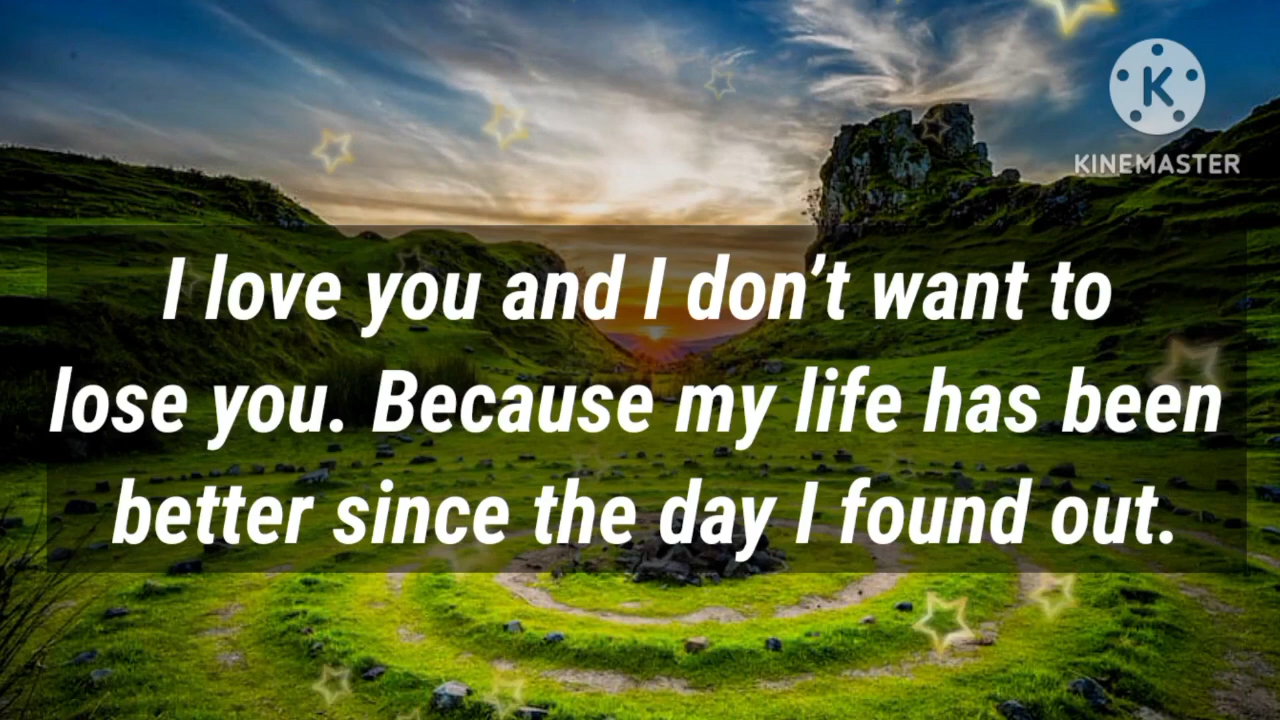 K
KINEMASTER
I love you and I don’t want to
lose you. Because my life has been
better since the day I found out.